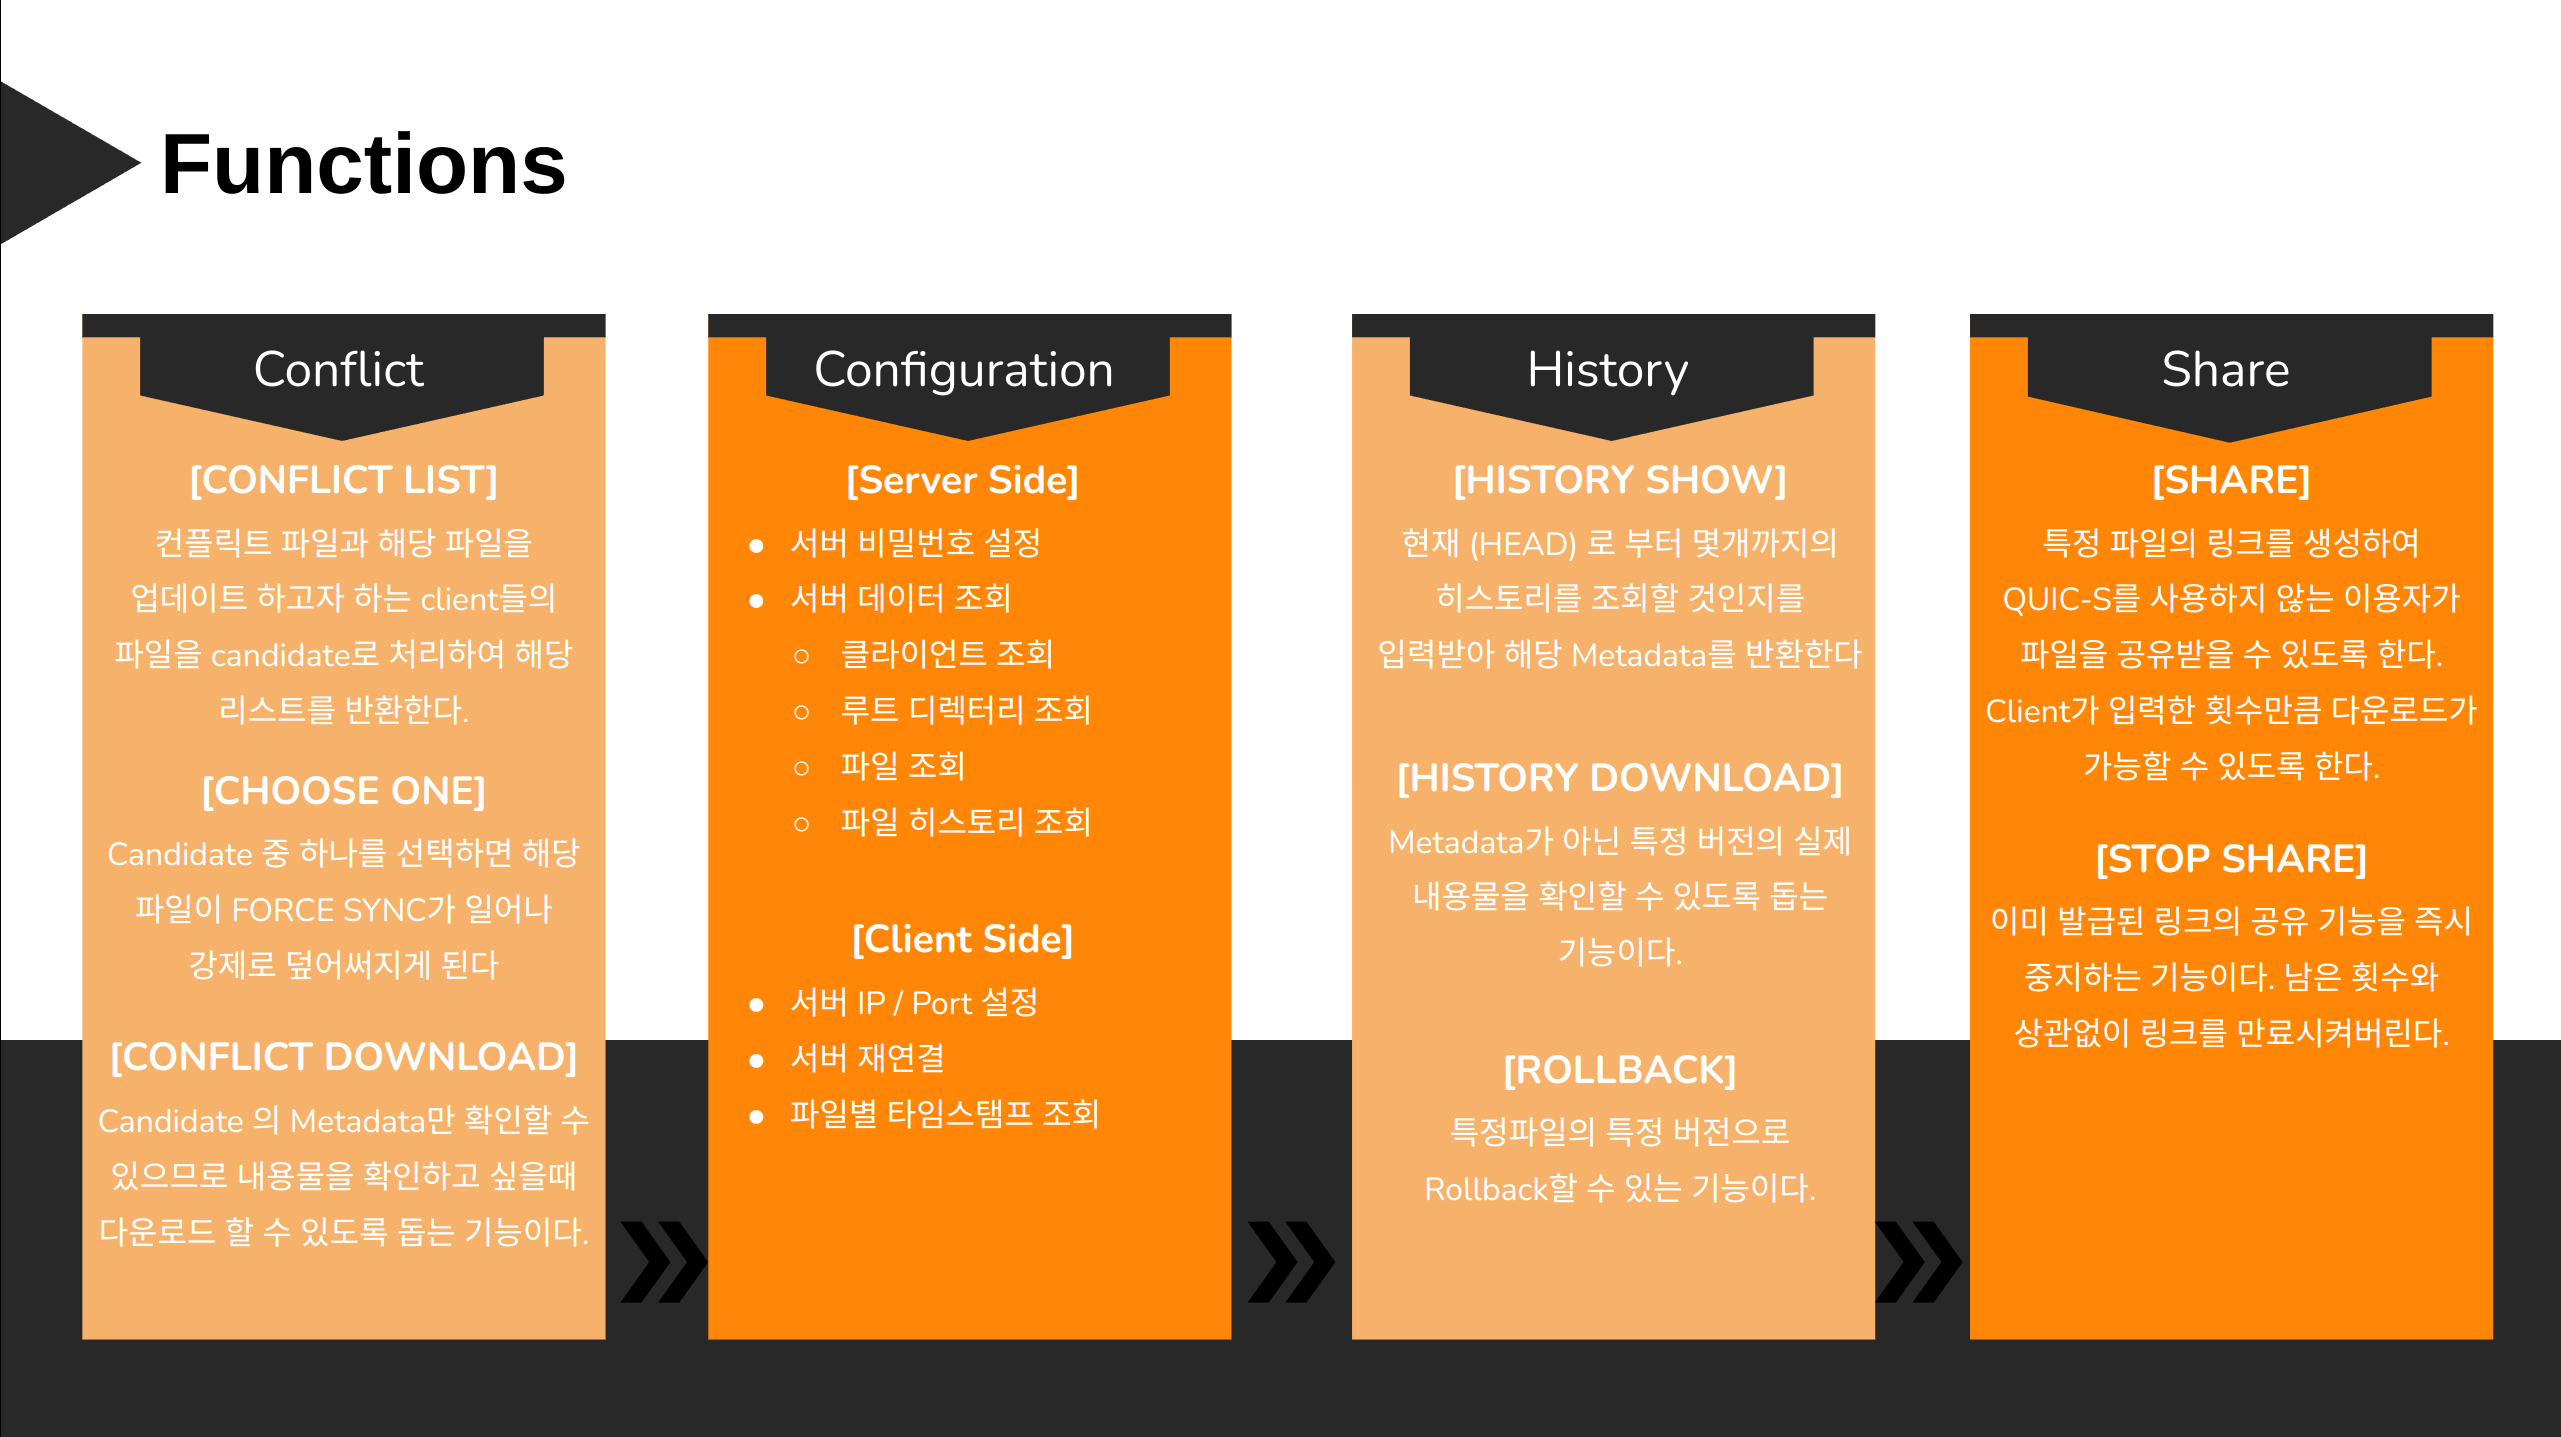 Functions
Conflict
[CONFLICT LIST]
컨플릭트 파일과 해당 파일을
업데이트 하고자 하는 client들의
파일을 candidate로 처리하여 해당
리스트를 반환한다.
[CHOOSE ONE]
Candidate 중 하나를 선택하면 해당
파일이 FORCE SYNC가 일어나
강제로 덮어써지게 된다
[CONFLICT DOWNLOAD]
Candidate 의 Metadata만 확인할 수
있으므로 내용물을 확인하고 싶을때
다운로드 할 수 있도록 돕는 기능이다.
Configuration
[Server Side]
● 서버 비밀번호 설정
● 서버 데이터 조회
○ 클라이언트 조회
○ 루트 디렉터리 조회
○ 파일 조회
○ 파일 히스토리 조회
[Client Side]
● 서버 IP / Port 설정
● 서버 재연결
● 파일별 타임스탬프 조회
History
[HISTORY SHOW]
현재 (HEAD) 로 부터 몇개까지의
히스토리를 조회할 것인지를
입력받아 해당 Metadata를 반환한다
[HISTORY DOWNLOAD]
Metadata가 아닌 특정 버전의 실제
내용물을 확인할 수 있도록 돕는
기능이다.
[ROLLBACK]
특정파일의 특정 버전으로
Rollback할 수 있는 기능이다.
Share
[SHARE]
특정 파일의 링크를 생성하여
QUIC-S를 사용하지 않는 이용자가
파일을 공유받을 수 있도록 한다.
Client가 입력한 횟수만큼 다운로드가
가능할 수 있도록 한다.
[STOP SHARE]
이미 발급된 링크의 공유 기능을 즉시
중지하는 기능이다. 남은 횟수와
상관없이 링크를 만료시켜버린다.